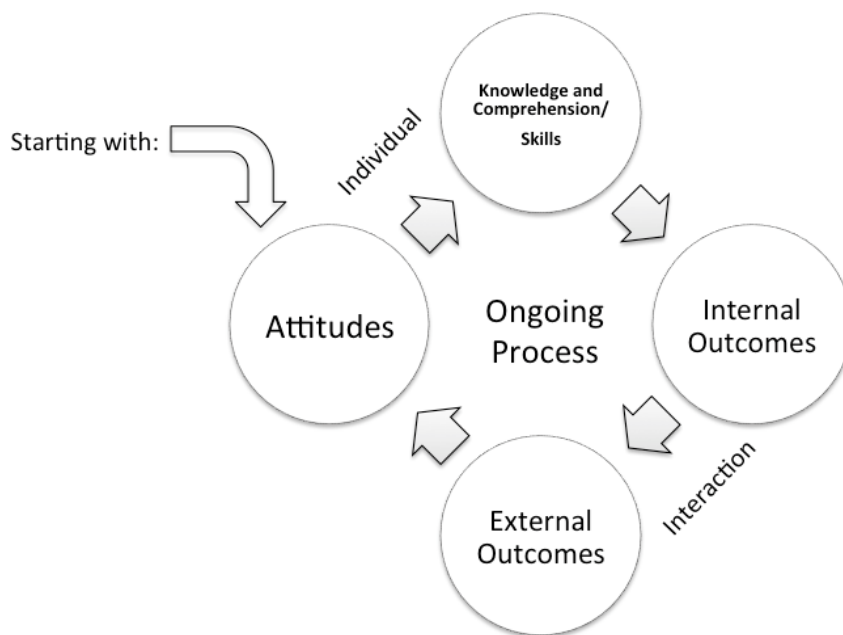 Starting with:
Individual
Knowledge and
Comprehension/
Skills
Attitudes
Ongoing
Process
Internal
Outcomes
External
Outcomes
Interaction